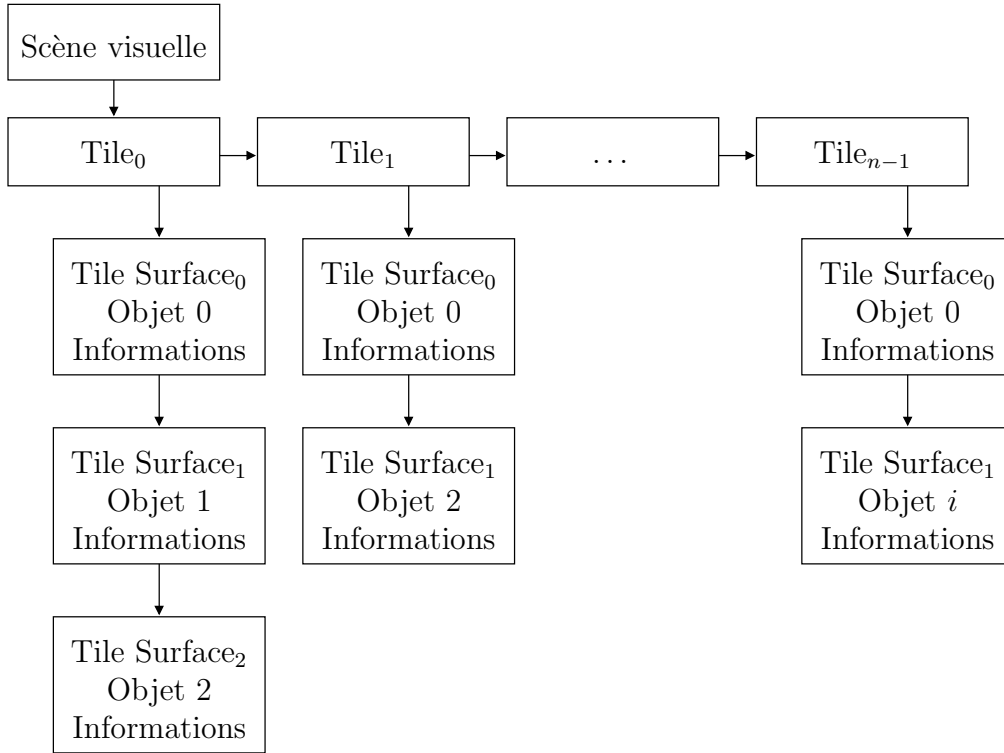 Scène visuelle
Tile₀
Tile₁
...
Tileₙ₋₁
Tile Surface₀
Objet 0
Informations
Tile Surface₀
Objet 0
Informations
Tile Surface₀
Objet 0
Informations
Tile Surface₁
Objet 1
Informations
Tile Surface₁
Objet 2
Informations
Tile Surface₁
Objet i
Informations
Tile Surface₂
Objet 2
Informations